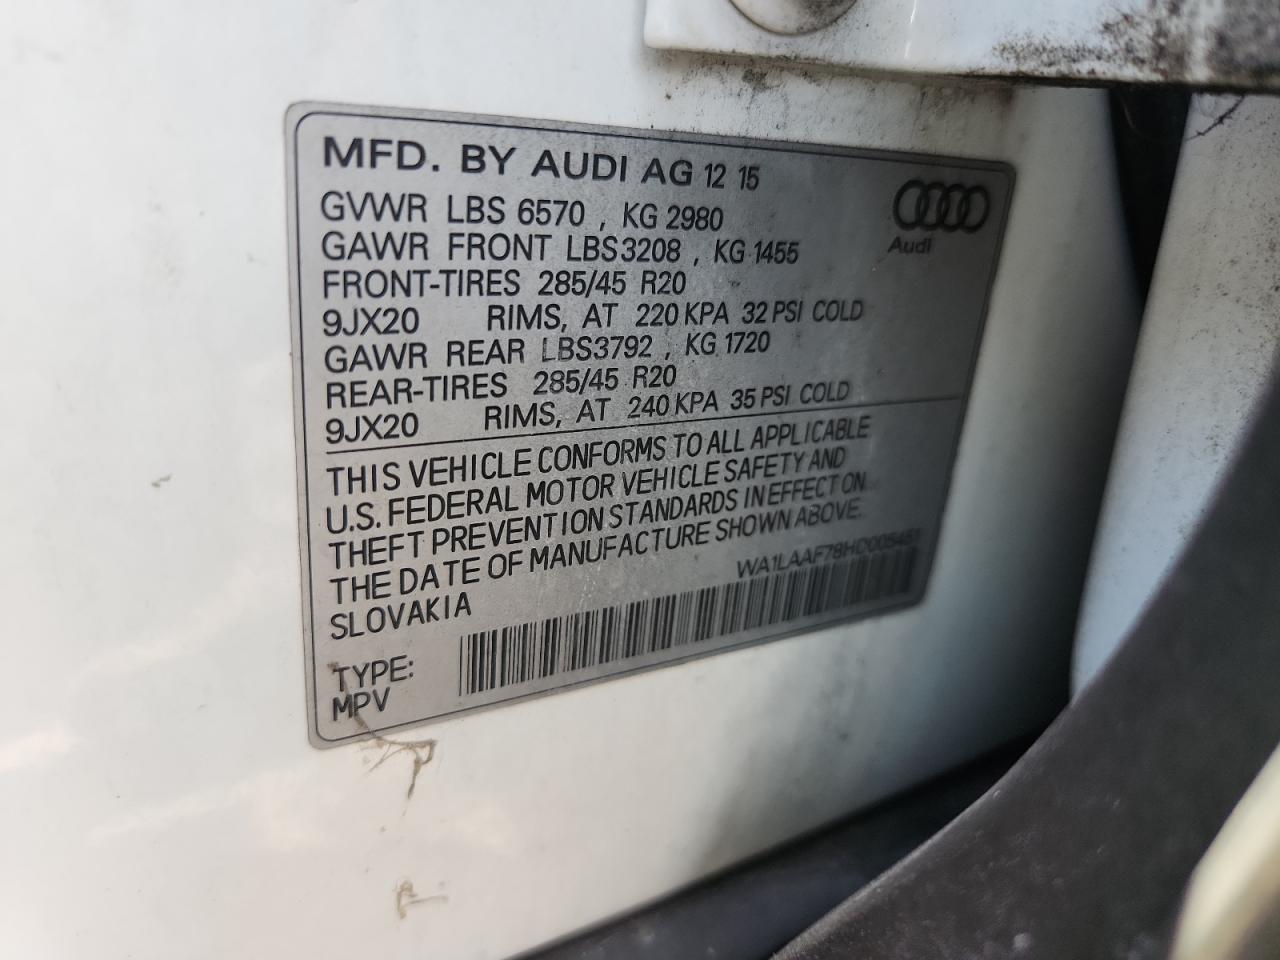 MFD. BY AUDI AG 12 15
GVWR LBS 6570 , KG 2980
GAWR FRONT LBS3208 , KG 1455
FRONT-TIRES 285/45 R20
9JX20 RIMS, AT 220 KPA 32 PSI COLD
GAWR REAR LBS3792 , KG 1720
REAR-TIRES 285/45 R20
9JX20 RIMS, AT 240 KPA 35 PSI COLD
Audi
THIS VEHICLE CONFORMS TO ALL APPLICABLE
U.S. FEDERAL MOTOR VEHICLE SAFETY AND
THEFT PREVENTION STANDARDS IN EFFECT ON
THE DATE OF MANUFACTURE SHOWN ABOVE.
SLOVAKIA
WA1LAAF78HD005451
TYPE:
MPV